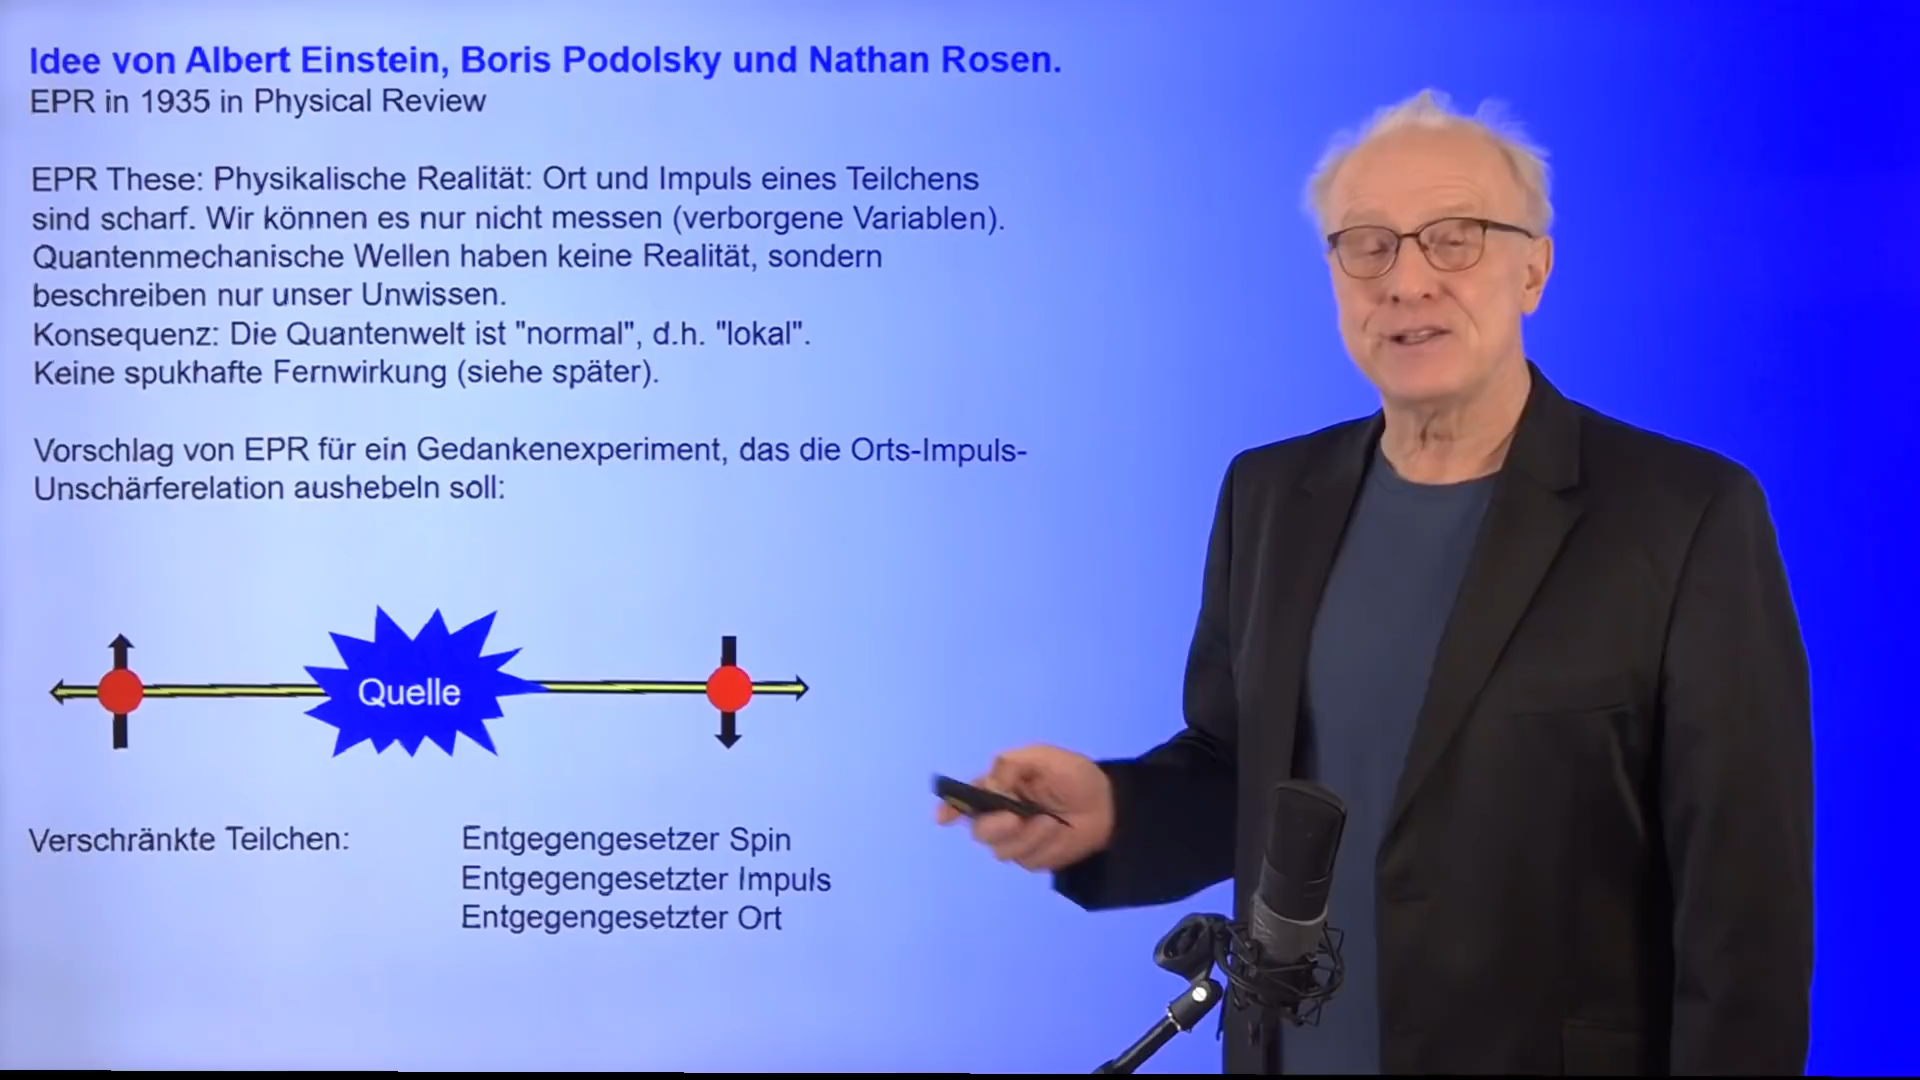 Idee von Albert Einstein, Boris Podolsky und Nathan Rosen.
EPR in 1935 in Physical Review
EPR These: Physikalische Realität: Ort und Impuls eines Teilchens
sind scharf. Wir können es nur nicht messen (verborgene Variablen).
Quantenmechanische Wellen haben keine Realität, sondern
beschreiben nur unser Unwissen.
Konsequenz: Die Quantenwelt ist "normal", d.h. "lokal".
Keine spukhafte Fernwirkung (siehe später).
Vorschlag von EPR für ein Gedankenexperiment, das die Orts-Impuls-
Unschärferelation aushebeln soll:
Quelle
Verschränkte Teilchen: Entgegengesetzer Spin
Entgegengesetzter Impuls
Entgegengesetzter Ort